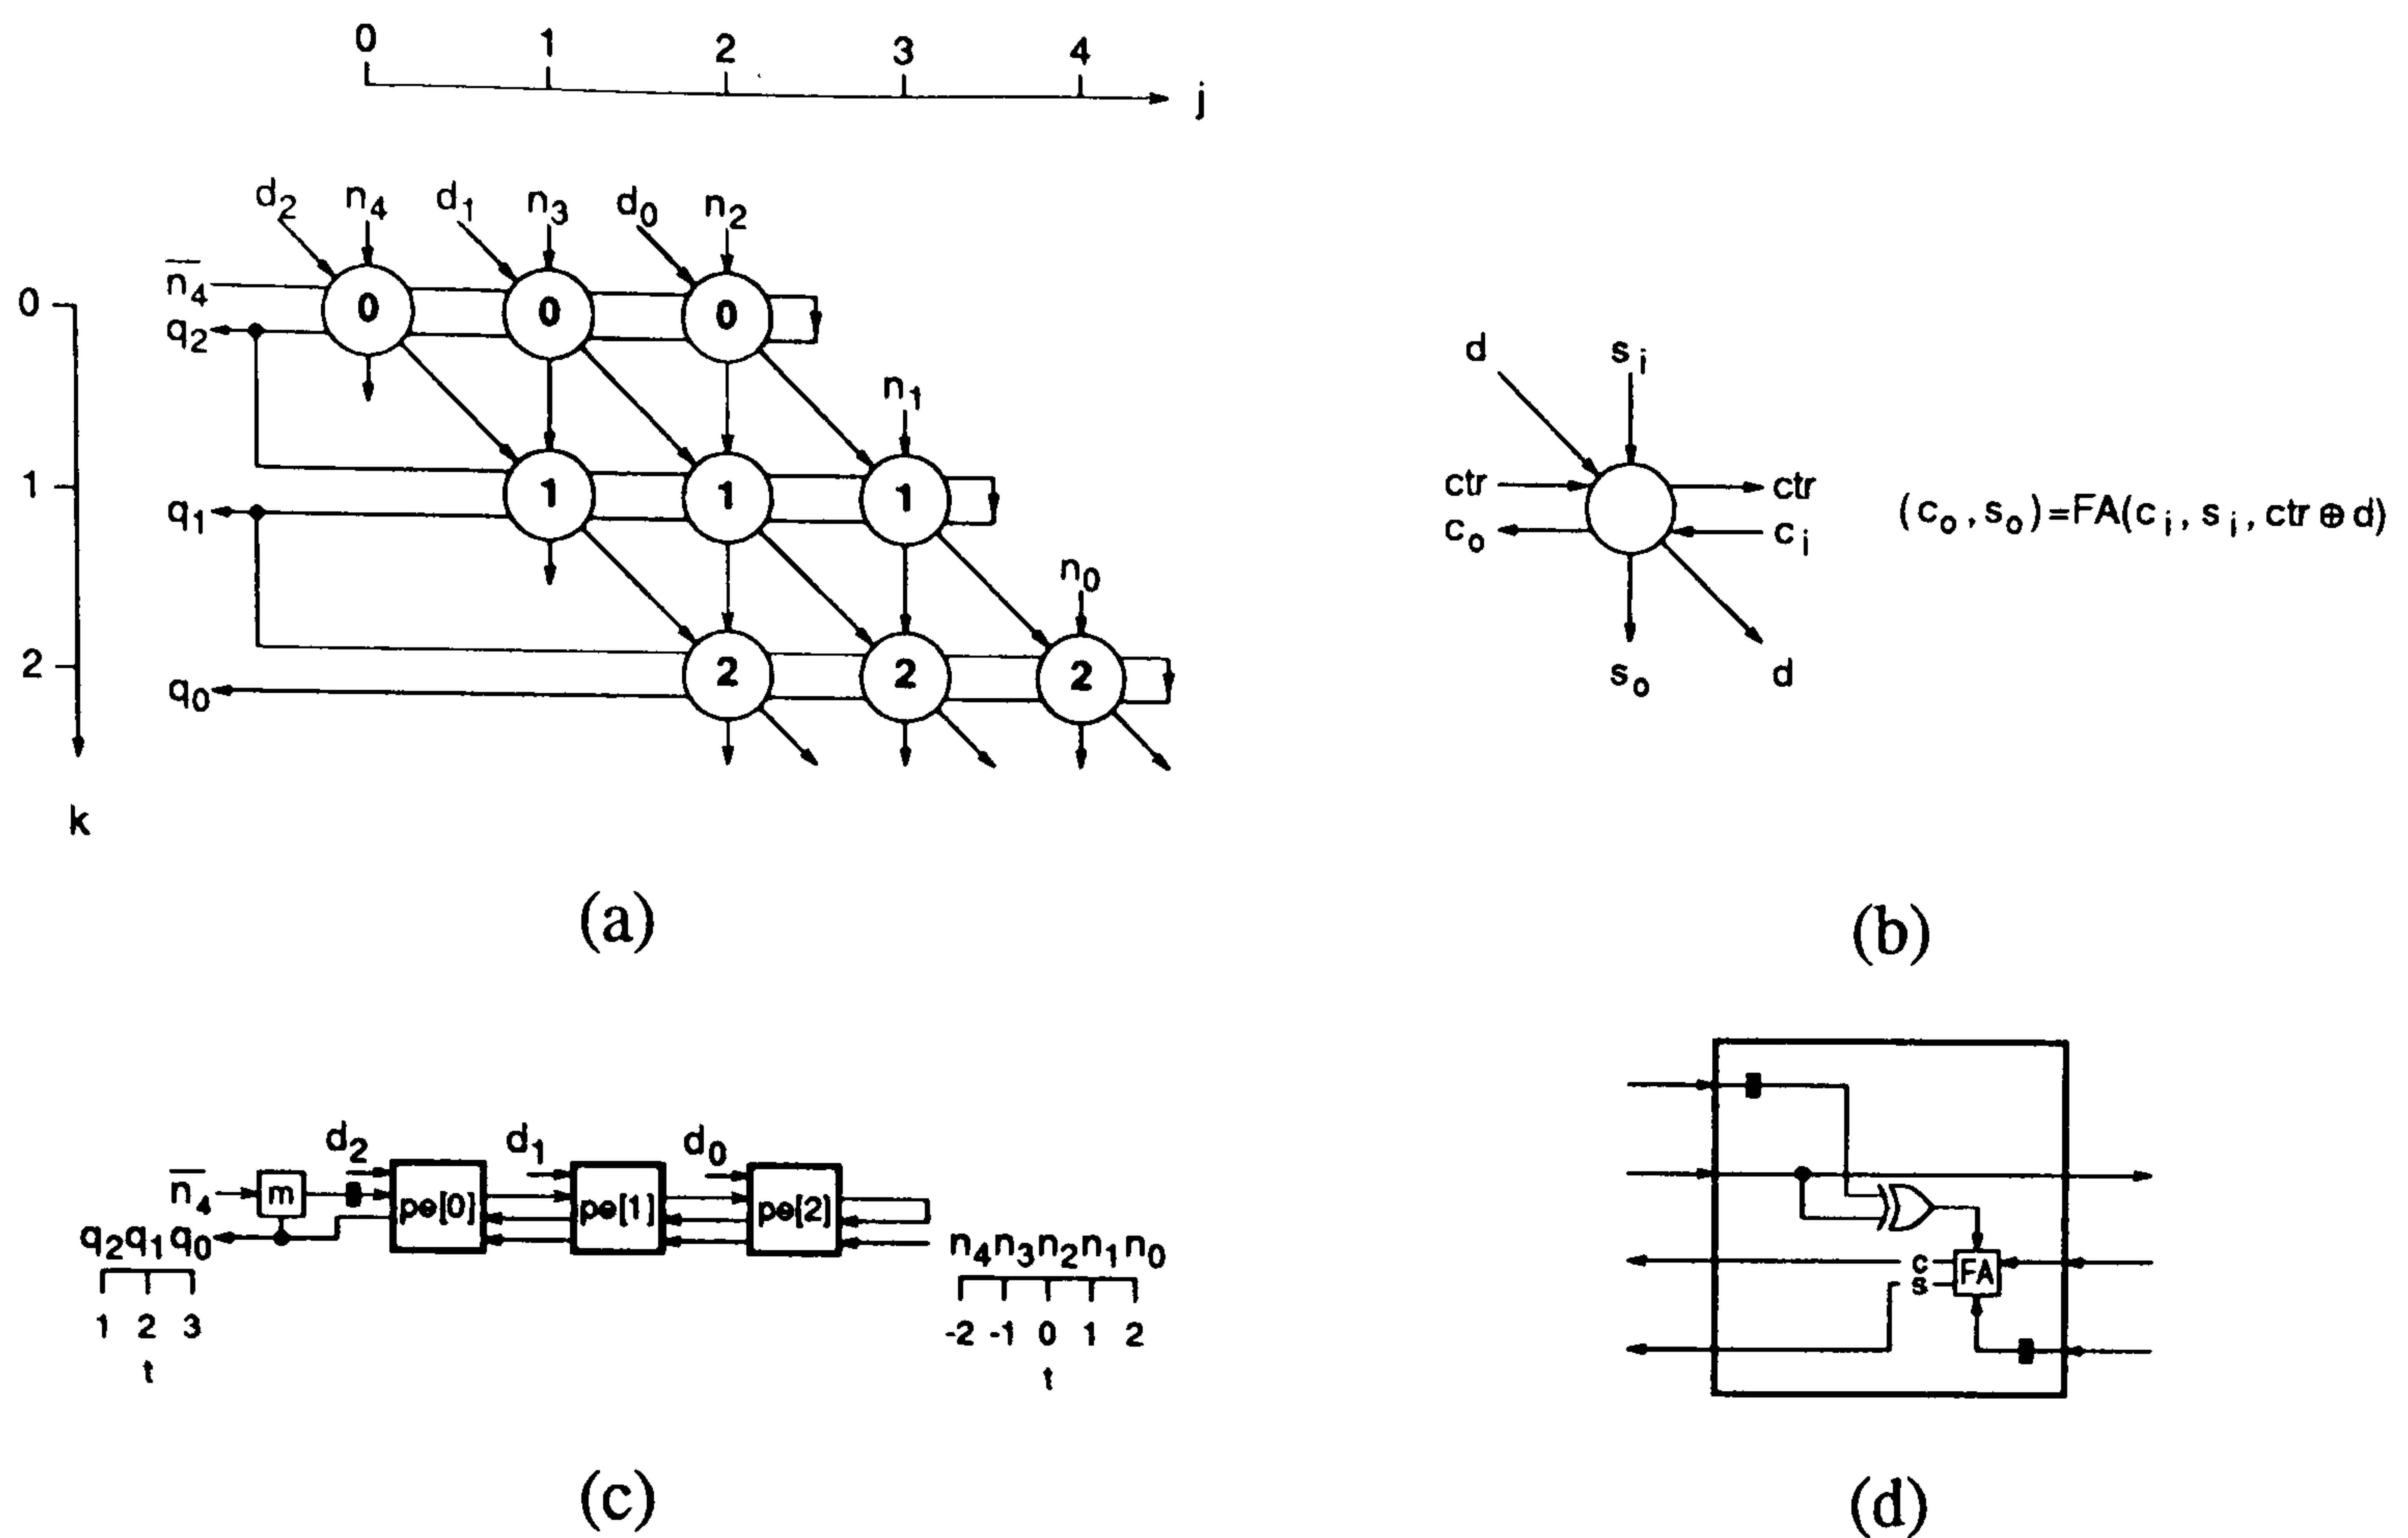 0 1 2 3 4 j
d₂ n₄ d₁ n₃ d₀ n₂
n̅₄
0 0 0 0
q₂
n₁
1 1 1 1
q₁
n₀
2 2 2 2
q₀
k
(a)
d sᵢ
ctr ctr
cₒ cᵢ
(cₒ, sₒ)=FA(cᵢ, sᵢ, ctr ⊕ d)
sₒ d
(b)
d₂ d₁ d₀
n̅₄ m pe[0] pe[1] pe[2]
q₂q₁q₀ n₄n₃n₂n₁n₀
1 2 3 -2 -1 0 1 2
t t
(c)
c FA
s
(d)